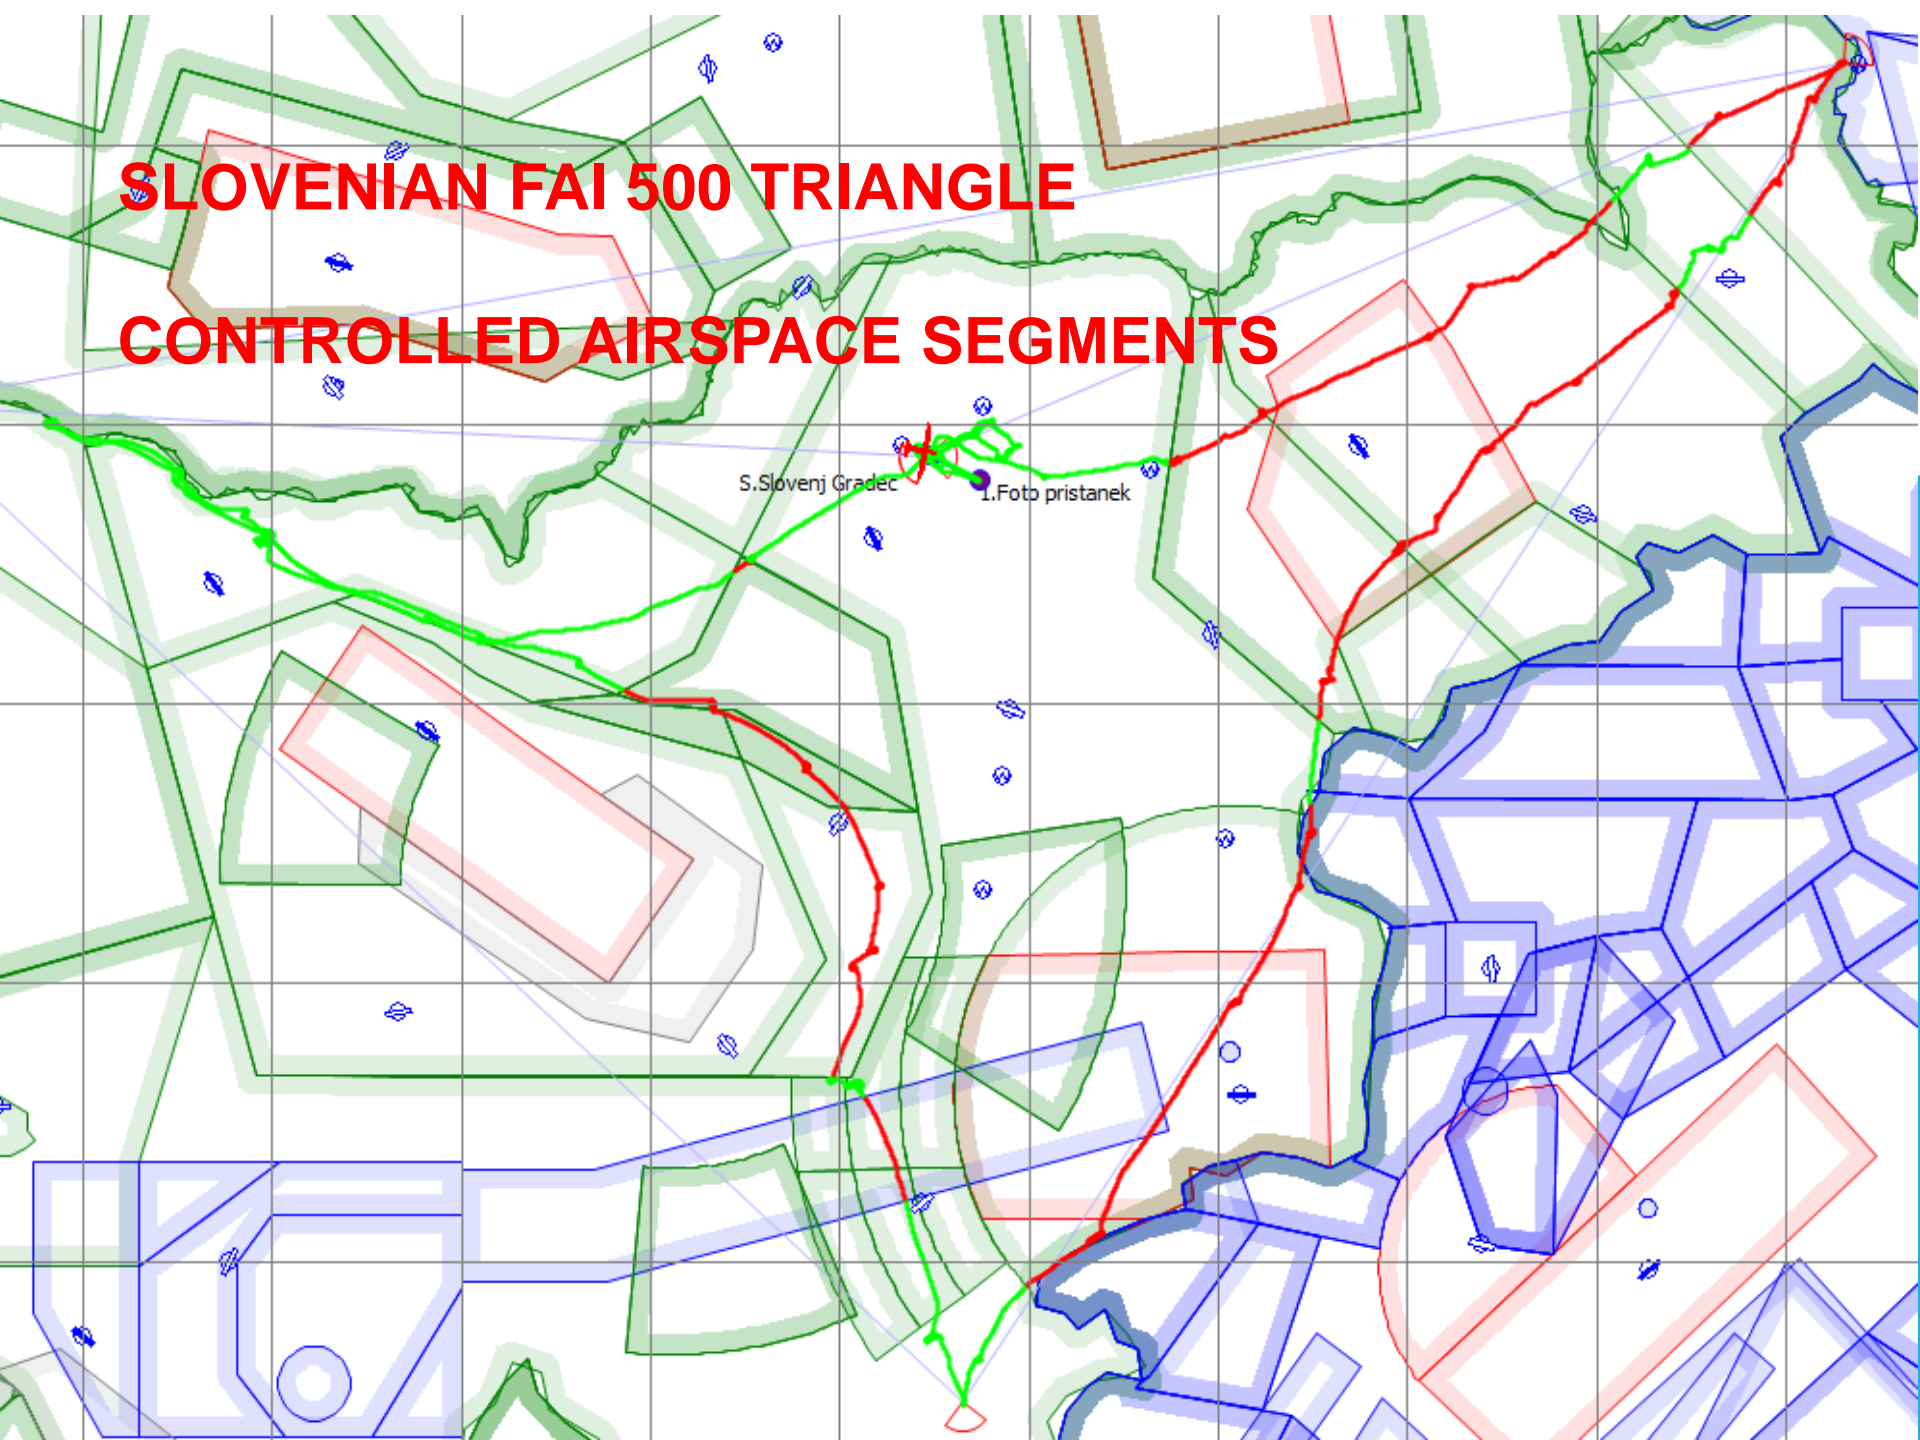 SLOVENIAN FAI 500 TRIANGLE
CONTROLLED AIRSPACE SEGMENTS
S.Slovenj Gradec
1.Foto pristanek